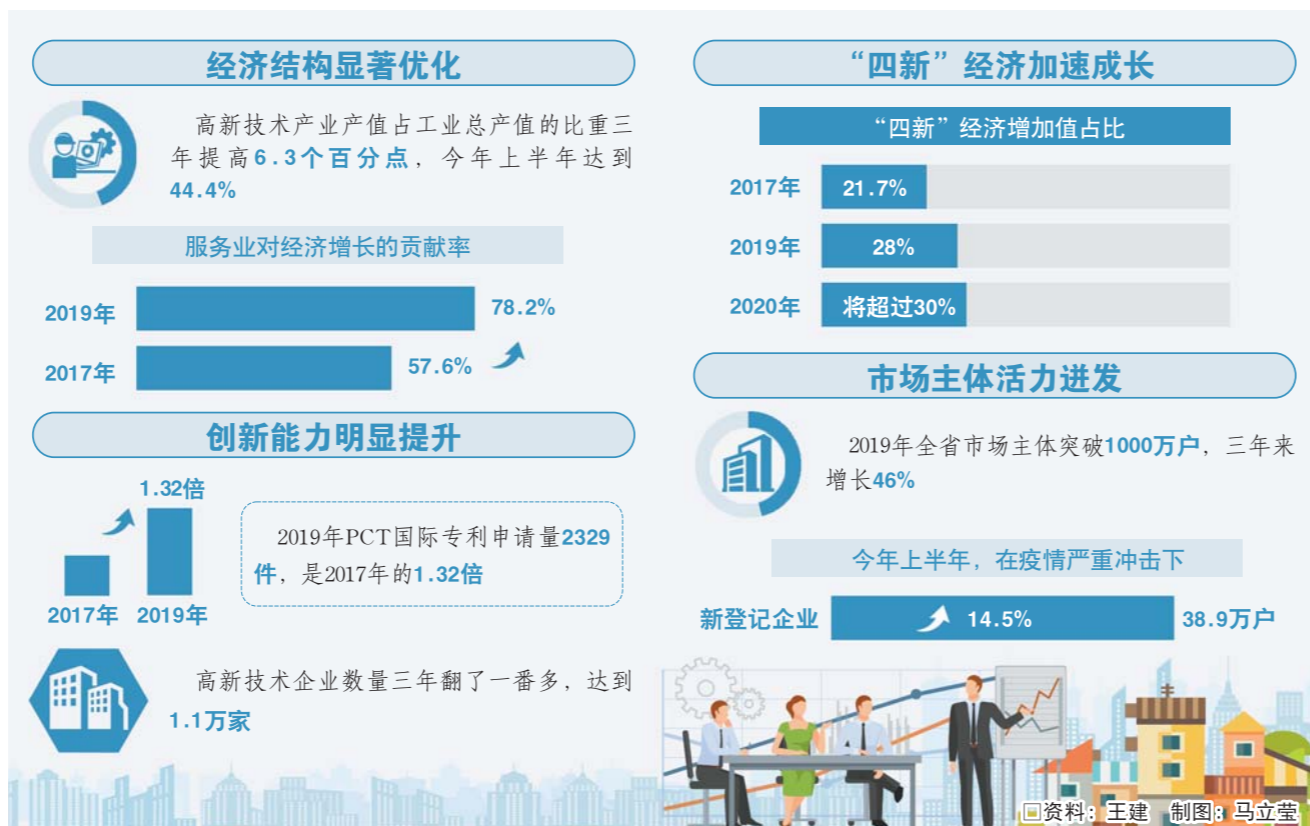 经济结构显著优化
高新技术产业产值占工业总产值的比重三
年提高6.3个百分点，今年上半年达到
44.4%
服务业对经济增长的贡献率
2019年
78.2%
2017年
57.6%
创新能力明显提升
1.32倍
2017年
2019年
2019年PCT国际专利申请量2329
件，是2017年的1.32倍
高新技术企业数量三年翻了一番多，达到
1.1万家
“四新”经济加速成长
“四新”经济增加值占比
2017年
21.7%
2019年
28%
2020年
将超过30%
市场主体活力迸发
2019年全省市场主体突破1000万户，三年来
增长46%
今年上半年，在疫情严重冲击下
新登记企业
14.5%
38.9万户
资料：王建 制图：马立莹